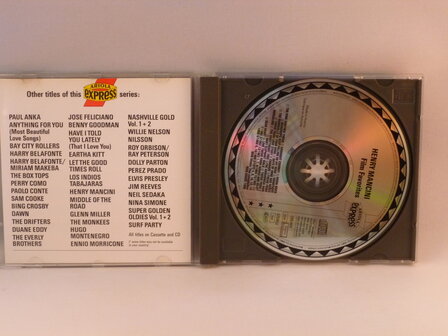 Other titles of this ARIOLA express series:
PAUL ANKA
ANYTHING FOR YOU
(Most Beautiful
Love Songs)
BAY CITY ROLLERS
HARRY BELAFONTE
HARRY BELAFONTE/
MIRIAM MAKEBA
THE BOX TOPS
PERRY COMO
PAOLO CONTE
SAM COOKE
BING CROSBY
DAWN
THE DRIFTERS
DUANE EDDY
THE EVERLY
BROTHERS
JOSE FELICIANO
BENNY GOODMAN
HAVE I TOLD
YOU LATELY
(That I Love You)
EARTHA KITT
LET THE GOOD
TIMES ROLL
LOS INDIOS
TABAJARAS
HENRY MANCINI
MIDDLE OF THE
ROAD
GLENN MILLER
THE MONKEES
HUGO
MONTENEGRO
ENNIO MORRICONE
NASHVILLE GOLD
Vol. 1 + 2
WILLIE NELSON
NILSSON
ROY ORBISON/
RAY PETERSON
DOLLY PARTON
PEREZ PRADO
ELVIS PRESLEY
JIM REEVES
NEIL SEDAKA
NINA SIMONE
SUPER GOLDEN
OLDIES Vol. 1 + 2
SURF PARTY
All titles on Cassette and CD
HENRY MANCINI
Film Favorites
express